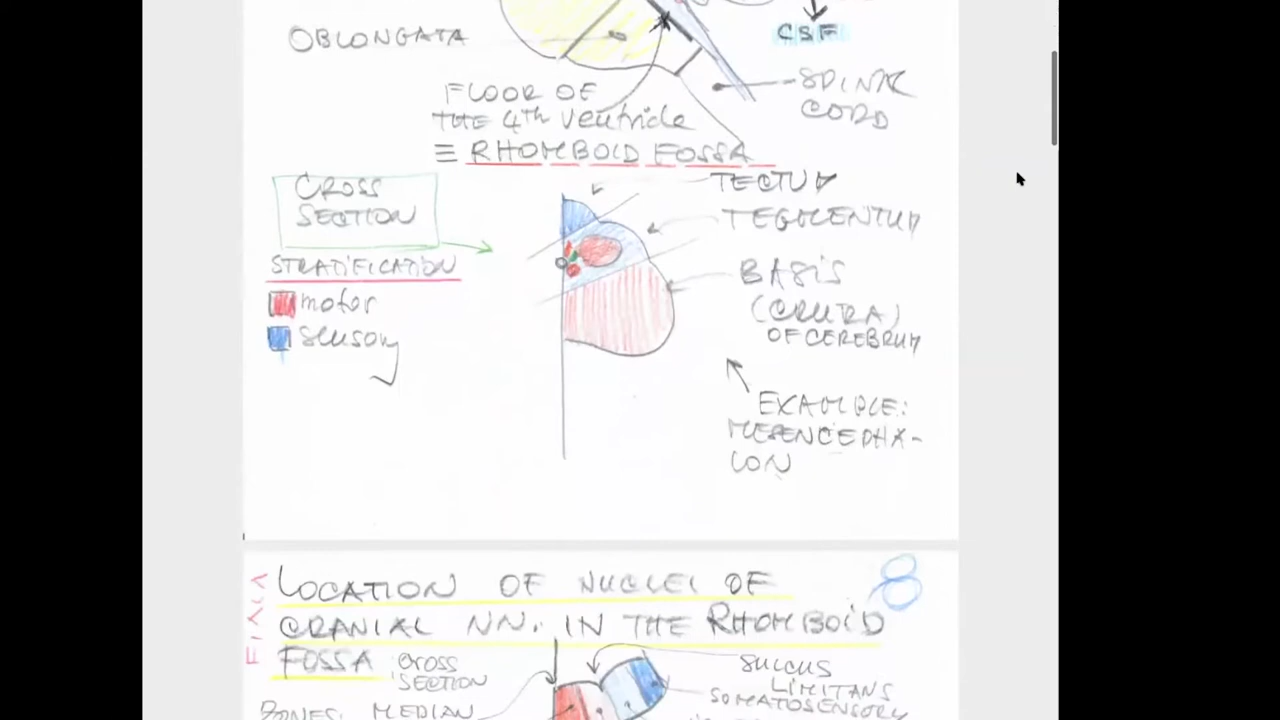 OBLONGATA
CSF
FLOOR OF
THE 4th ventricle
≡ RHOMBOID FOSSA
SPINAL
CORD
CROSS
SECTION
STRATIFICATION
motor
sensory
TECTUM
TEGMENTUM
BASIS
(CRURA)
OF CEREBRUM
EXAMPLE:
MESENCEPHA-
LON
FIALA
LOCATION OF NUCLEI OF
CRANIAL NN. IN THE RHOMBOID
FOSSA
CROSS
SECTION
8
SULCUS
LIMITANS
SOMATOSENSORY
ZONES: MEDIAN